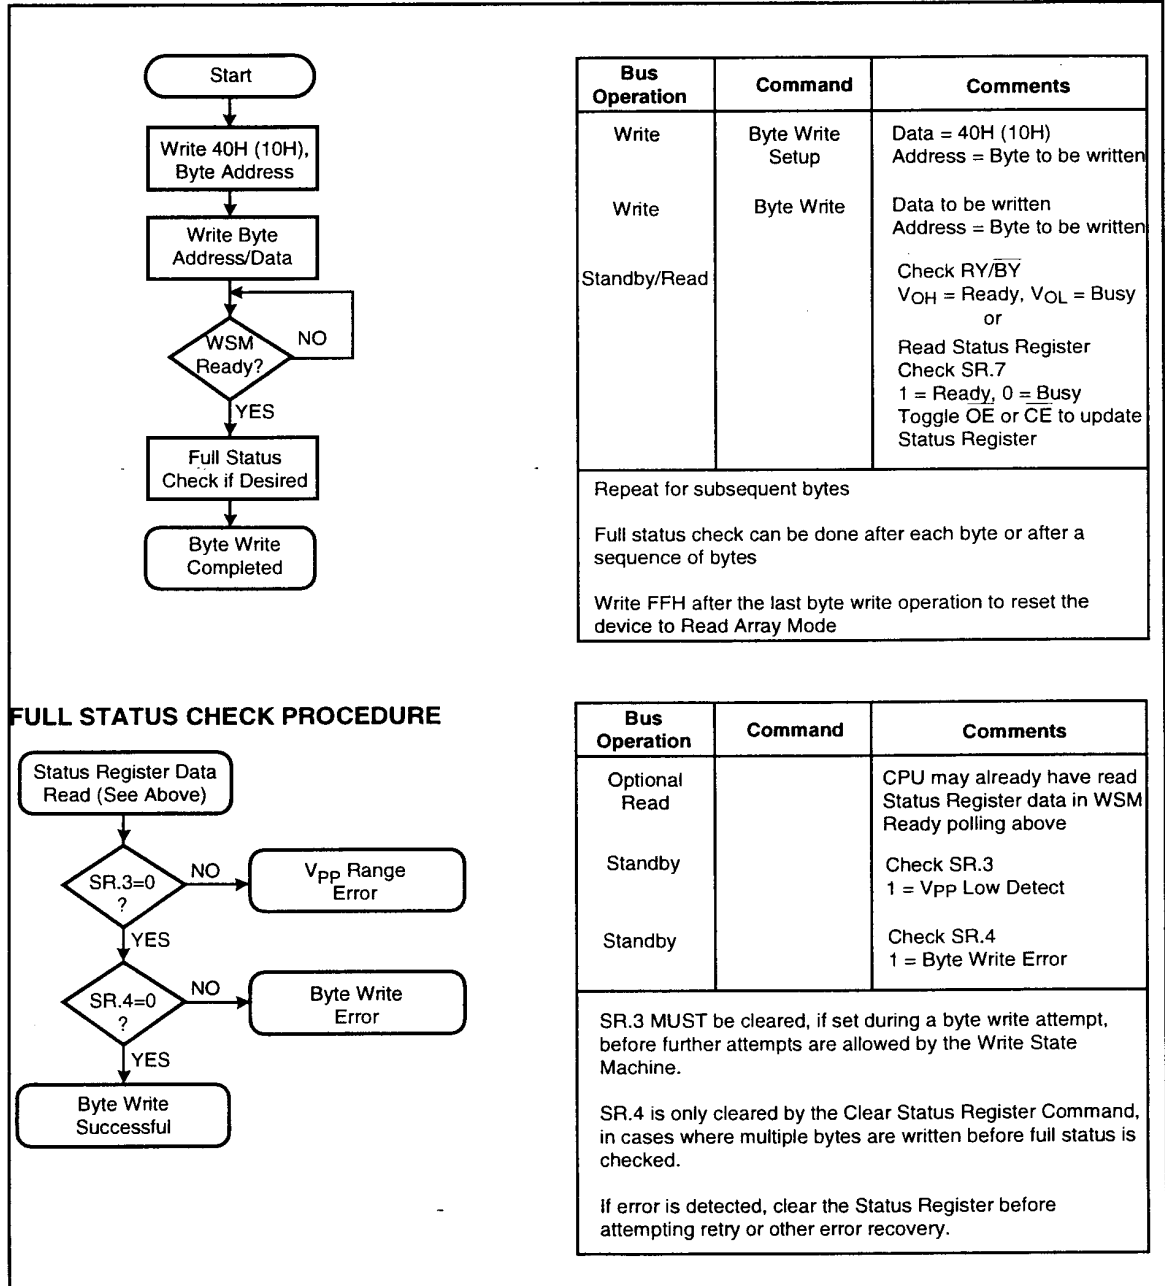 Start
Write 40H (10H),
Byte Address
Write Byte
Address/Data
WSM
Ready?
NO
YES
Full Status
Check if Desired
Byte Write
Completed
Bus
Operation
Command
Comments
Write
Byte Write
Setup
Data = 40H (10H)
Address = Byte to be written
Write
Byte Write
Data to be written
Address = Byte to be written
Standby/Read
Check RY/B̅Y̅
VOH = Ready, VOL = Busy
or
Read Status Register
Check SR.7
1 = Ready, 0 = Busy
Toggle O̅E̅ or C̅E̅ to update
Status Register
Repeat for subsequent bytes
Full status check can be done after each byte or after a
sequence of bytes
Write FFH after the last byte write operation to reset the
device to Read Array Mode
FULL STATUS CHECK PROCEDURE
Status Register Data
Read (See Above)
SR.3=0
?
NO
VPP Range
Error
YES
SR.4=0
?
NO
Byte Write
Error
YES
Byte Write
Successful
Bus
Operation
Command
Comments
Optional
Read
CPU may already have read
Status Register data in WSM
Ready polling above
Standby
Check SR.3
1 = VPP Low Detect
Standby
Check SR.4
1 = Byte Write Error
SR.3 MUST be cleared, if set during a byte write attempt,
before further attempts are allowed by the Write State
Machine.
SR.4 is only cleared by the Clear Status Register Command,
in cases where multiple bytes are written before full status is
checked.
If error is detected, clear the Status Register before
attempting retry or other error recovery.